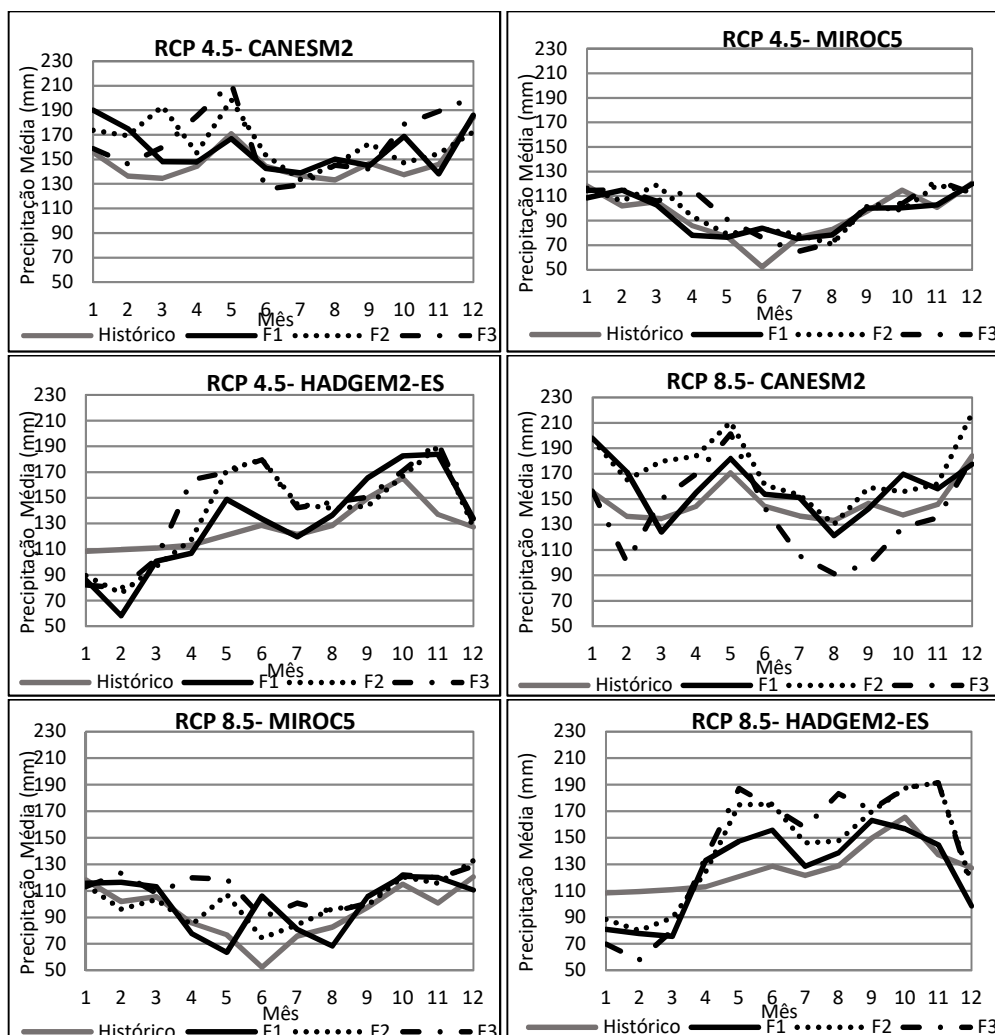 RCP 4.5- CANESM2
Precipitação Média (mm)
230
210
190
170
150
130
110
90
70
50
1 2 3 4 5 6 7 8 9 10 11 12
Mês
Histórico F1 F2 F3
RCP 4.5- MIROC5
Precipitação Média (mm)
230
210
190
170
150
130
110
90
70
50
1 2 3 4 5 6 7 8 9 10 11 12
Mês
Histórico F1 F2 F3
RCP 4.5- HADGEM2-ES
Precipitação Média (mm)
230
210
190
170
150
130
110
90
70
50
1 2 3 4 5 6 7 8 9 10 11 12
Mês
Histórico F1 F2 F3
RCP 8.5- CANESM2
Precipitação Média (mm)
230
210
190
170
150
130
110
90
70
50
1 2 3 4 5 6 7 8 9 10 11 12
Mês
Histórico F1 F2 F3
RCP 8.5- MIROC5
Precipitação Média (mm)
230
210
190
170
150
130
110
90
70
50
1 2 3 4 5 6 7 8 9 10 11 12
Mês
Histórico F1 F2 F3
RCP 8.5- HADGEM2-ES
Precipitação Média (mm)
230
210
190
170
150
130
110
90
70
50
1 2 3 4 5 6 7 8 9 10 11 12
Mês
Histórico F1 F2 F3